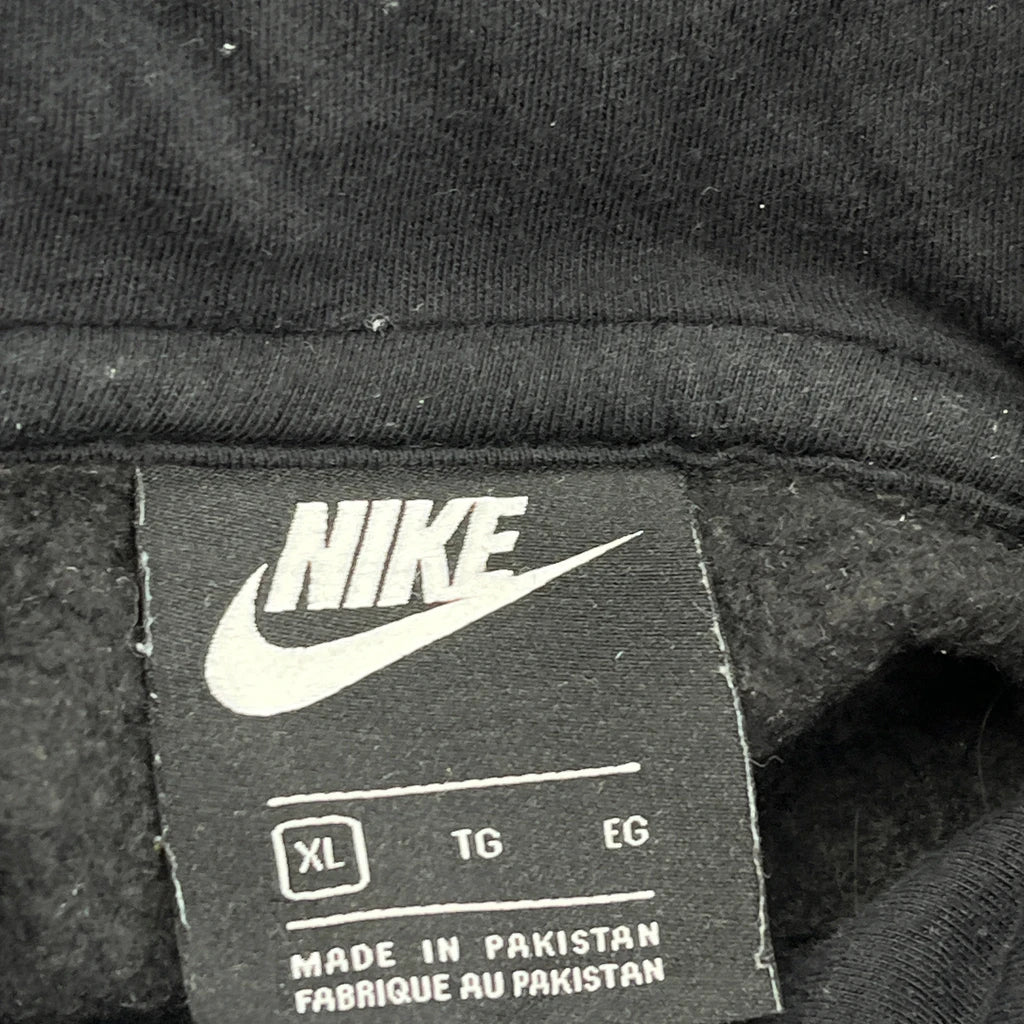 NIKE
XL TG EG
MADE IN PAKISTAN
FABRIQUE AU PAKISTAN